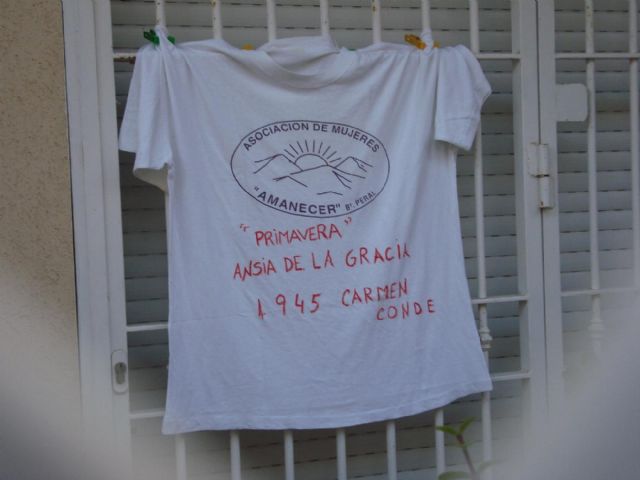 ASOCIACION DE MUJERES
"AMANECER" Bº. PERAL
"PRIMAVERA"
ANSIA DE LA GRACIA
1945 CARMEN
CONDE